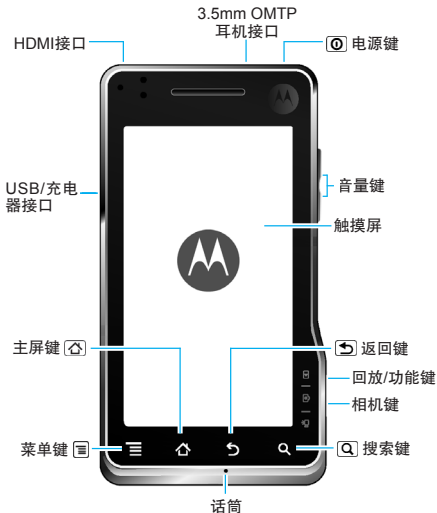 3.5mm OMTP
耳机接口
HDMI接口
电源键
USB/充电
器接口
音量键
触摸屏
主屏键
返回键
回放/功能键
相机键
菜单键
搜索键
话筒